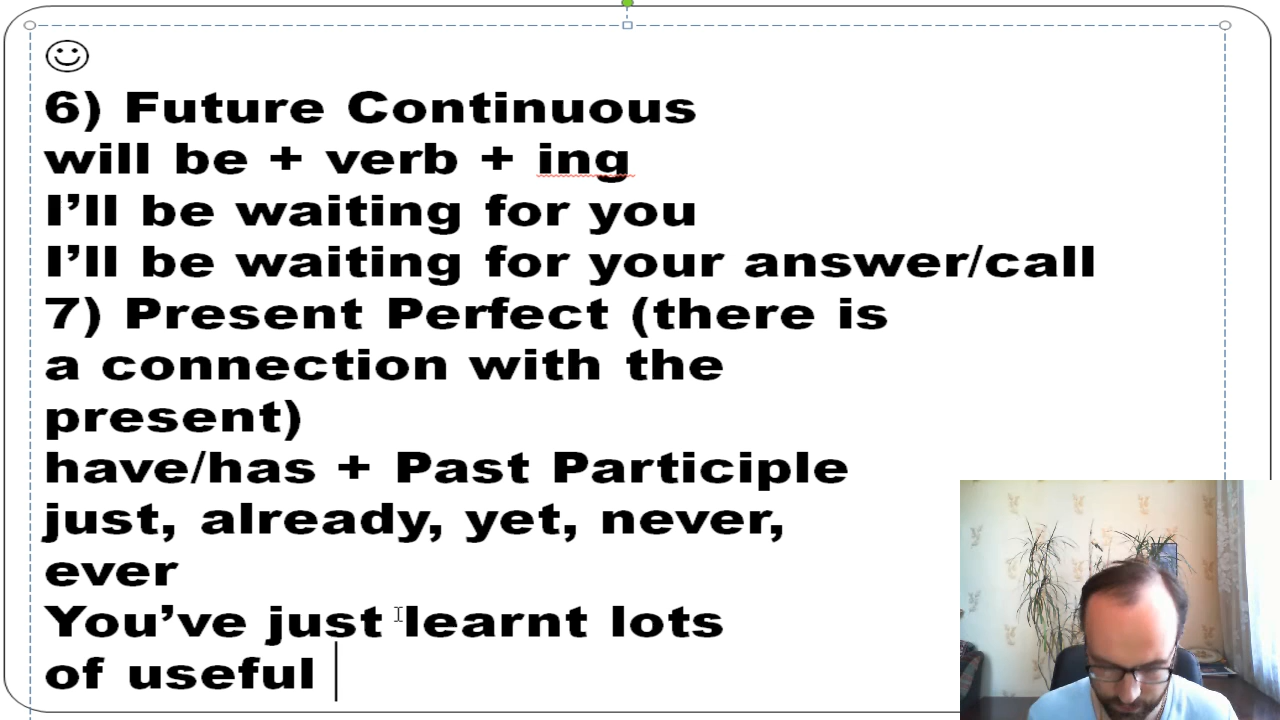 6) Future Continuous
will be + verb + ing
I’ll be waiting for you
I’ll be waiting for your answer/call
7) Present Perfect (there is
a connection with the
present)
have/has + Past Participle
just, already, yet, never,
ever
You’ve just learnt lots
of useful